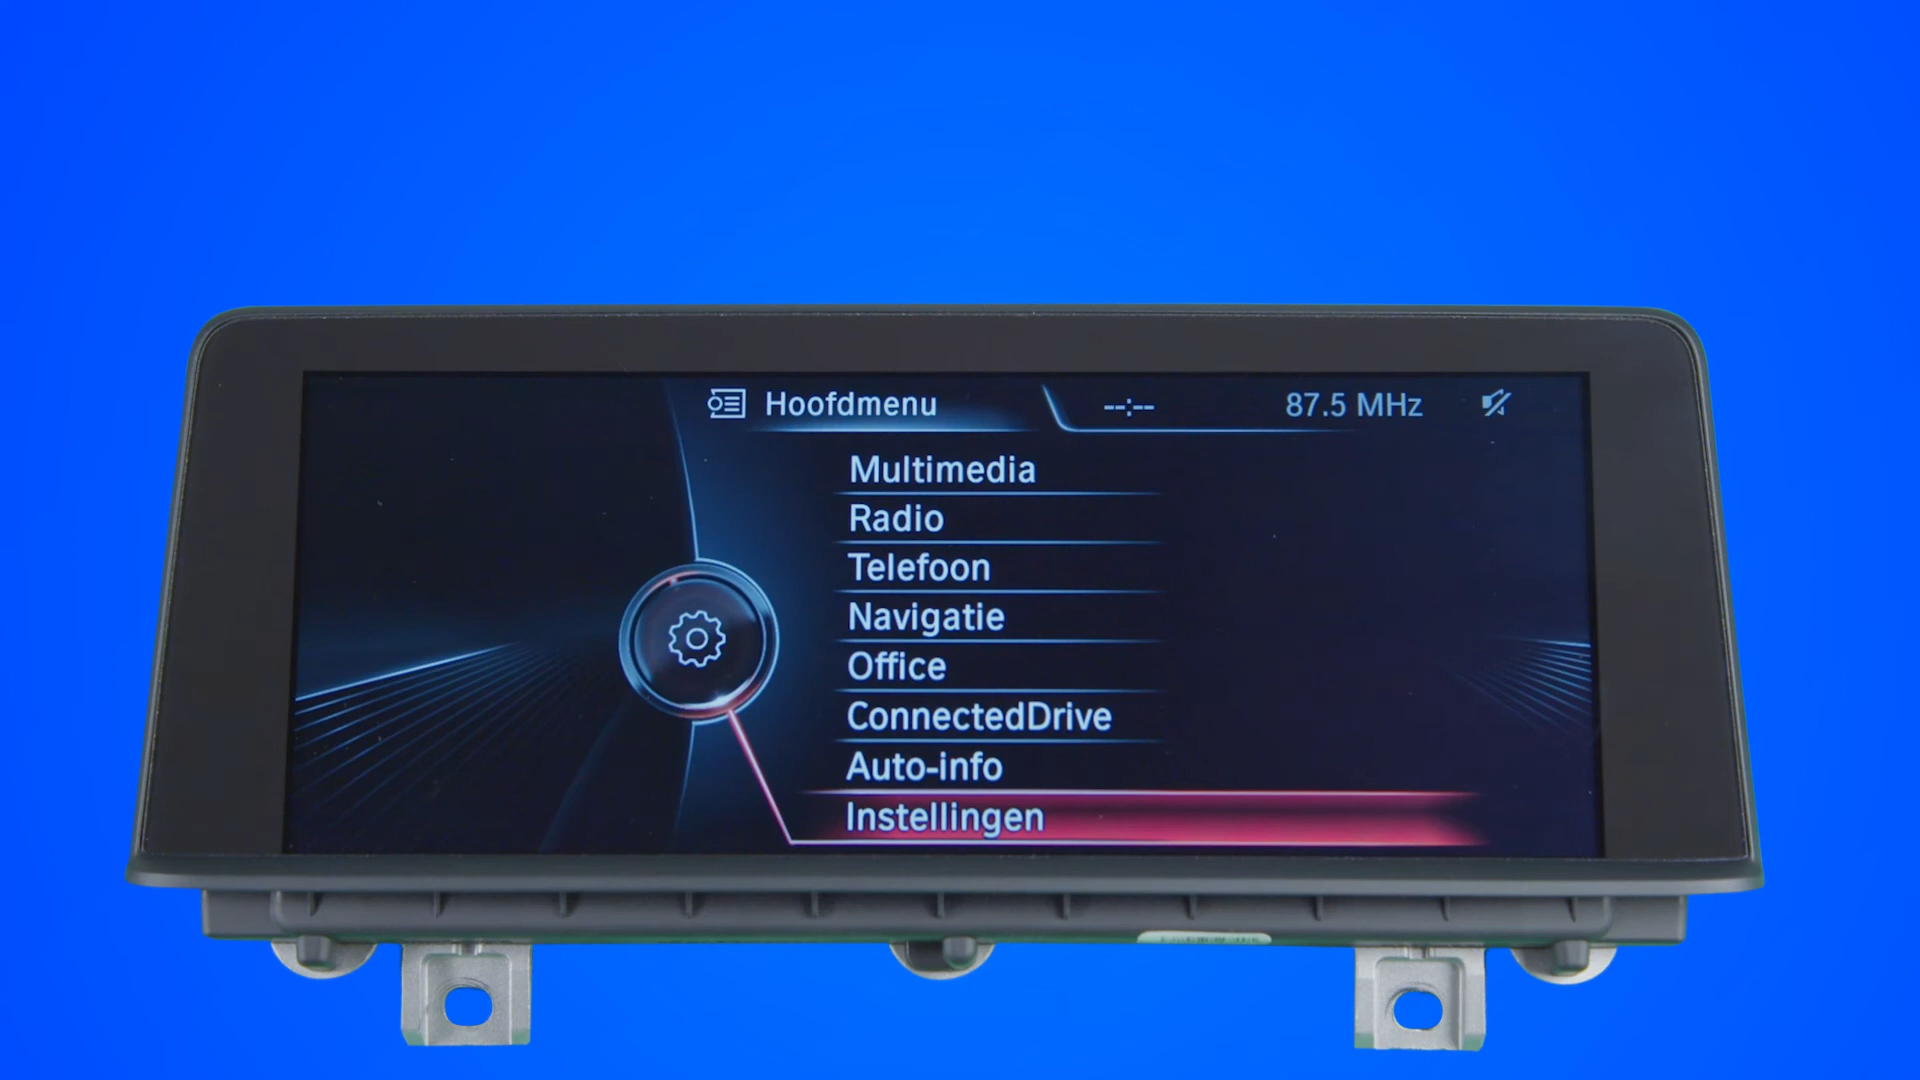 Hoofdmenu --:-- 87.5 MHz
Multimedia
Radio
Telefoon
Navigatie
Office
ConnectedDrive
Auto-info
Instellingen